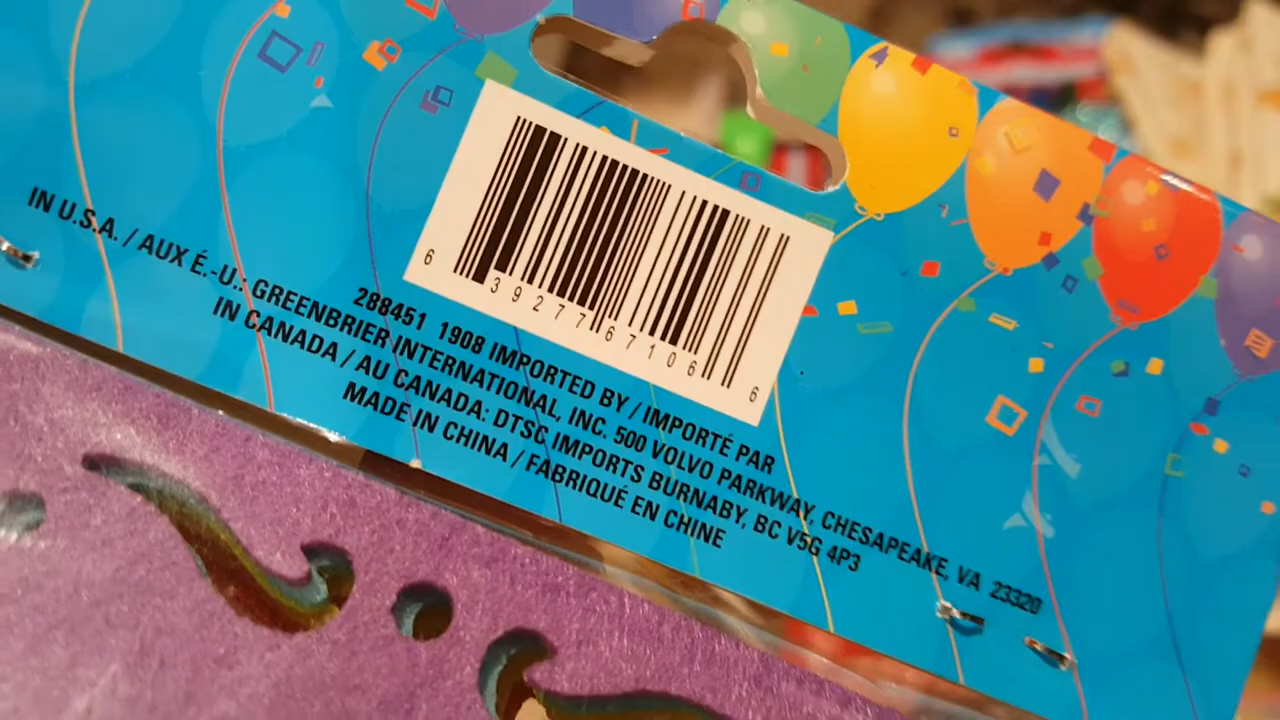 6 39277 67106 6
288451 1908 IMPORTED BY / IMPORTÉ PAR
IN U.S.A. / AUX É.-U.: GREENBRIER INTERNATIONAL, INC. 500 VOLVO PARKWAY, CHESAPEAKE, VA 23320
IN CANADA / AU CANADA: DTSC IMPORTS BURNABY, BC V5G 4P3
MADE IN CHINA / FABRIQUÉ EN CHINE